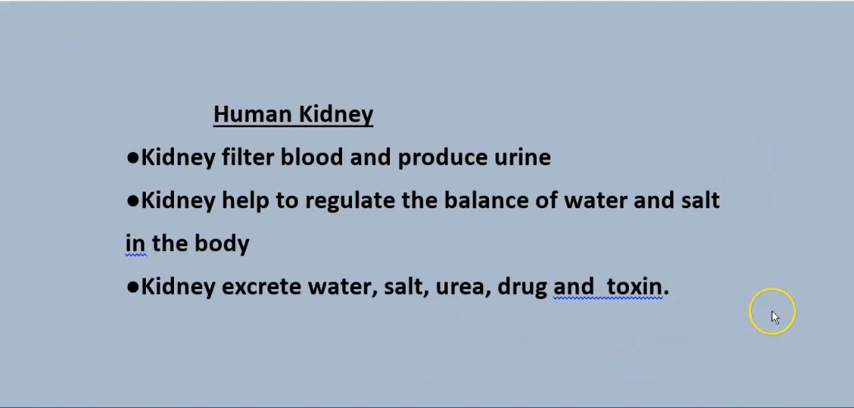 Human Kidney
●Kidney filter blood and produce urine
●Kidney help to regulate the balance of water and salt
in the body
●Kidney excrete water, salt, urea, drug and  toxin.